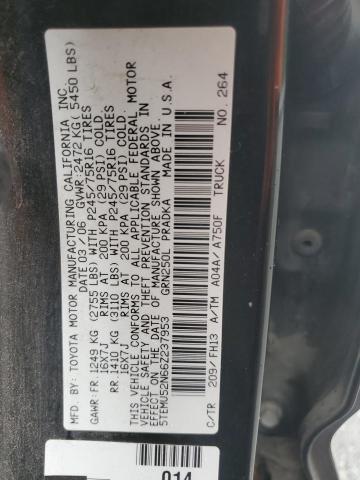 MFD. BY: TOYOTA MOTOR MANUFACTURING CALIFORNIA INC.
DATE 03/06 GVWR:2472 KG( 5450 LBS)
GAWR: FR 1249 KG (2755 LBS) WITH P245/75R16 TIRES
16X7J RIMS AT 200 KPA (29 PSI) COLD.
RR 1410 KG (3110 LBS) WITH P245/75R16 TIRES
16X7J RIMS AT 200 KPA (29 PSI) COLD.
THIS VEHICLE CONFORMS TO ALL APPLICABLE FEDERAL MOTOR
VEHICLE SAFETY AND THEFT PREVENTION STANDARDS IN
EFFECT ON THE DATE OF MANUFACTURE SHOWN ABOVE.
5TEMU52N66Z237953 GRN250L PRADKA MADE IN U.S.A.
C/TR 209/FH13 A/TM A04A/A750F TRUCK NO. 264
014